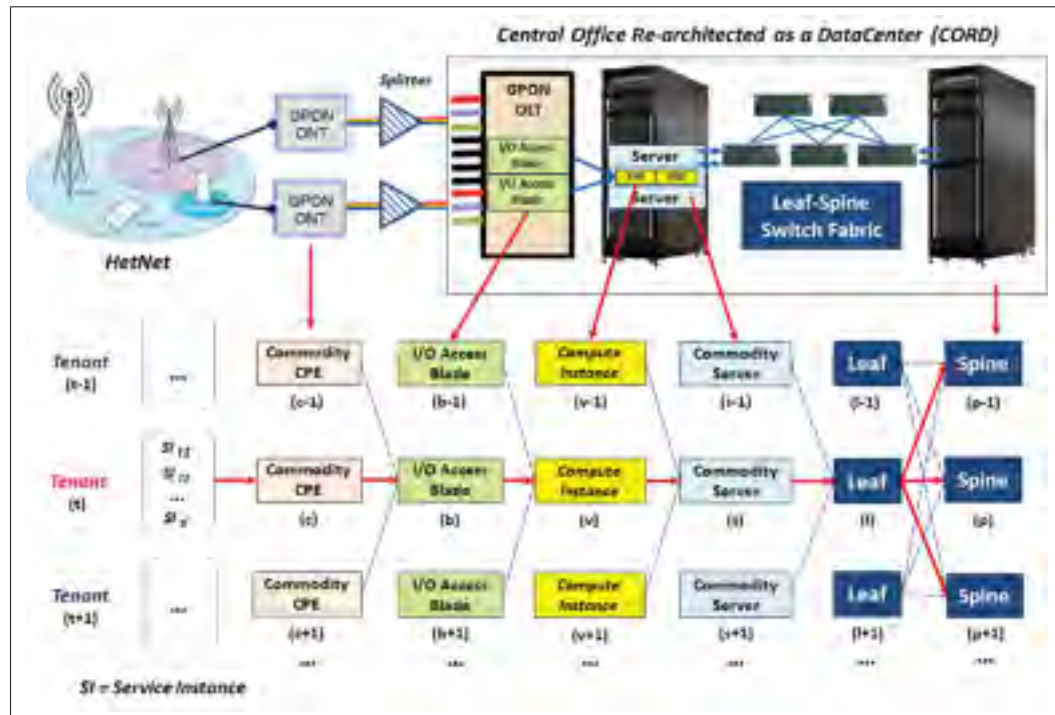 Central Office Re-architected as a DataCenter (CORD)
Splitter
GPON
OLT
GPON
ONT
I/O Access
Blade
Server
I/O Access
Blade
Server
GPON
ONT
Leaf-Spine
Switch Fabric
HetNet
Tenant
(t-1)
...
Commodity
CPE
(c-1)
I/O Access
Blade
(b-1)
Compute
Instance
(v-1)
Commodity
Server
(s-1)
Leaf
(l-1)
Spine
(p-1)
Tenant
(t)
SI
SI
...
SI
Commodity
CPE
(c)
I/O Access
Blade
(b)
Compute
Instance
(v)
Commodity
Server
(s)
Leaf
(l)
Spine
(p)
Tenant
(t+1)
...
Commodity
CPE
(c+1)
...
I/O Access
Blade
(b+1)
...
Compute
Instance
(v+1)
...
Commodity
Server
(s+1)
...
Leaf
(l+1)
...
Spine
(p+1)
...
SI = Service Instance